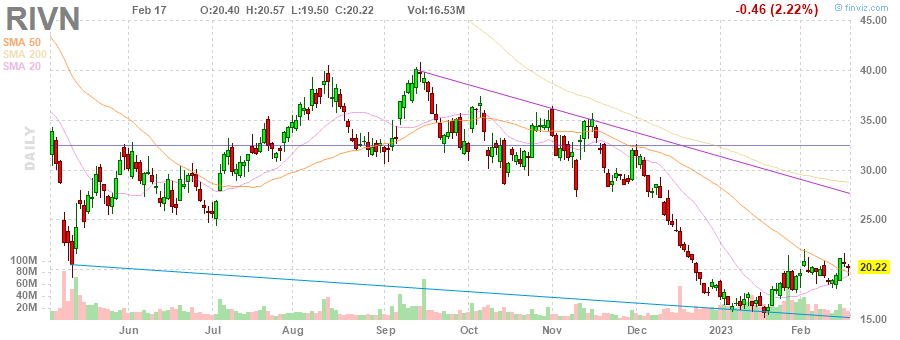 RIVN Feb 17 O:20.40 H:20.57 L:19.50 C:20.22 Vol:16.53M -0.46 (2.22%) © finviz.com
SMA 50
SMA 200
SMA 20
DAILY
45.00
40.00
35.00
30.00
25.00
20.22
15.00
100M
80M
60M
40M
20M
Jun Jul Aug Sep Oct Nov Dec 2023 Feb